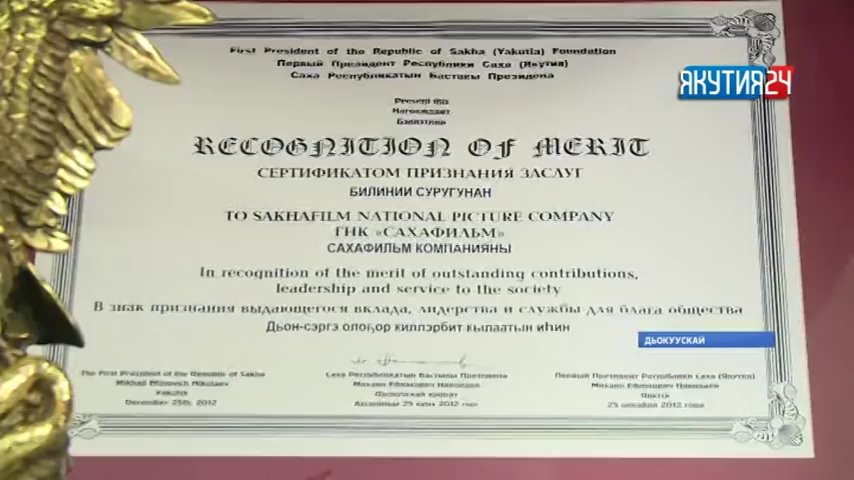 First President of the Republic of Sakha (Yakutia) Foundation
Первый Президент Республики Саха (Якутия)
Саха Республикатын Бастакы Президена
ЯКУТИЯ24
Present this
Награждает
RECOGNITION OF MERIT
СЕРТИФИКАТОМ ПРИЗНАНИЯ ЗАСЛУГ
БИЛИНИИ СУРУГУНАН
TO SAKHAFILM NATIONAL PICTURE COMPANY
ГНК «САХАФИЛЬМ»
САХАФИЛЬМ КОМПАНИЯНЫ
In recognition of the merit of outstanding contributions,
leadership and service to the society
В знак признания выдающегося вклада, лидерства и службы для блага общества
Дьон-сэргэ олоҕор киллэрбит кылаатын иһин
ДЬОКУУСКАЙ
The First President of the Republic of Sakha
Mikhail Efimovich Nikolaev
Yakutsk
December 25th, 2012
Саха Республикатын Бастакы Президена
Михаил Ефимович Николаев
Дьокуускай куорат
Ахсынньы 25 күнэ 2012 сыл
Первый Президент Республики Саха (Якутия)
Михаил Ефимович Николаев
Якутск
25 декабря 2012 года